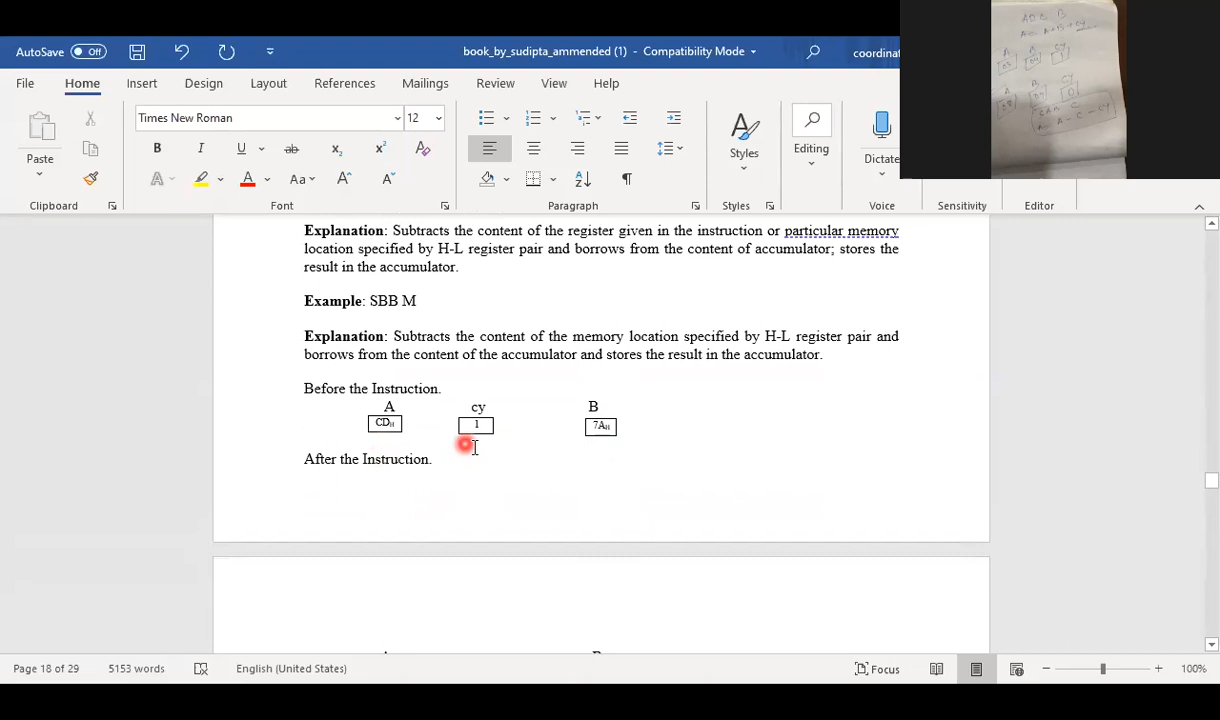 AutoSave Off book_by_sudipta_ammended (1) - Compatibility Mode coordina
File Home Insert Draw Design Layout References Mailings Review View Help
Times New Roman 12
Paste Styles Editing Dictate
Clipboard Font Paragraph Styles Voice Sensitivity Editor
Explanation: Subtracts the content of the register given in the instruction or particular memory
location specified by H-L register pair and borrows from the content of accumulator; stores the
result in the accumulator.
Example: SBB M
Explanation: Subtracts the content of the memory location specified by H-L register pair and
borrows from the content of the accumulator and stores the result in the accumulator.
Before the Instruction.
A cy B
CDH 1 7AH
After the Instruction.
Page 18 of 29 5153 words English (United States) Focus 100%